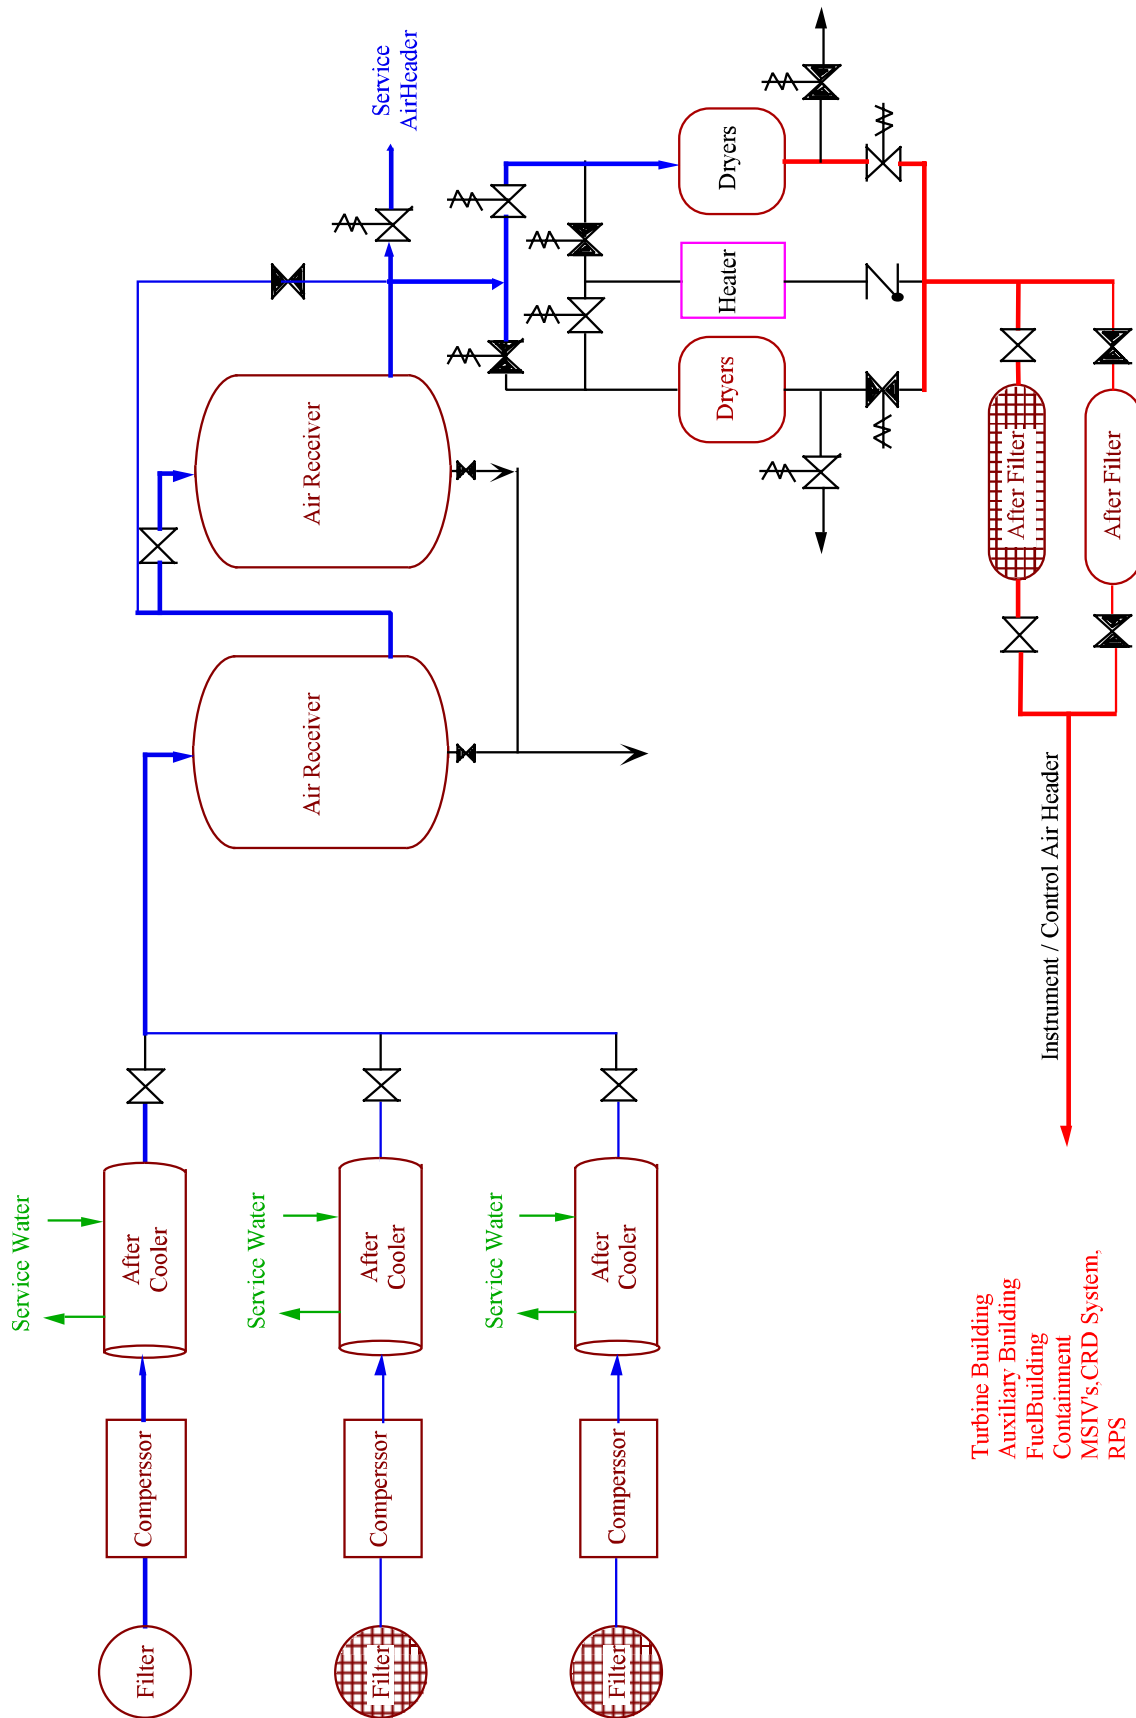 Service Water
Filter
Comperssor
After
Cooler
Service Water
Filter
Comperssor
After
Cooler
Service Water
Filter
Comperssor
After
Cooler
Air Receiver
Air Receiver
Service
AirHeader
Dryers
Heater
Dryers
After Filter
After Filter
Instrument / Control Air Header
Turbine Building
Auxiliary Building
FuelBuilding
Containment
MSIV's,CRD System,
RPS